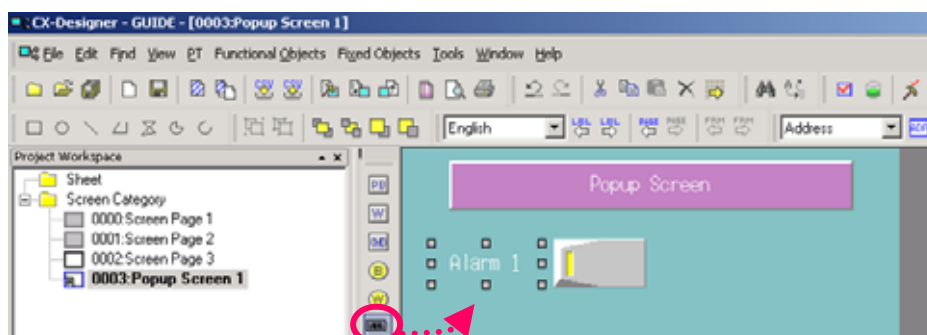 CX-Designer - GUIDE - [0003:Popup Screen 1]
File Edit Find View PT Functional Objects Fixed Objects Tools Window Help
English Address
Project Workspace
Sheet
Screen Category
0000:Screen Page 1
0001:Screen Page 2
0002:Screen Page 3
0003:Popup Screen 1
PB
W
B
W
Popup Screen
Alarm 1